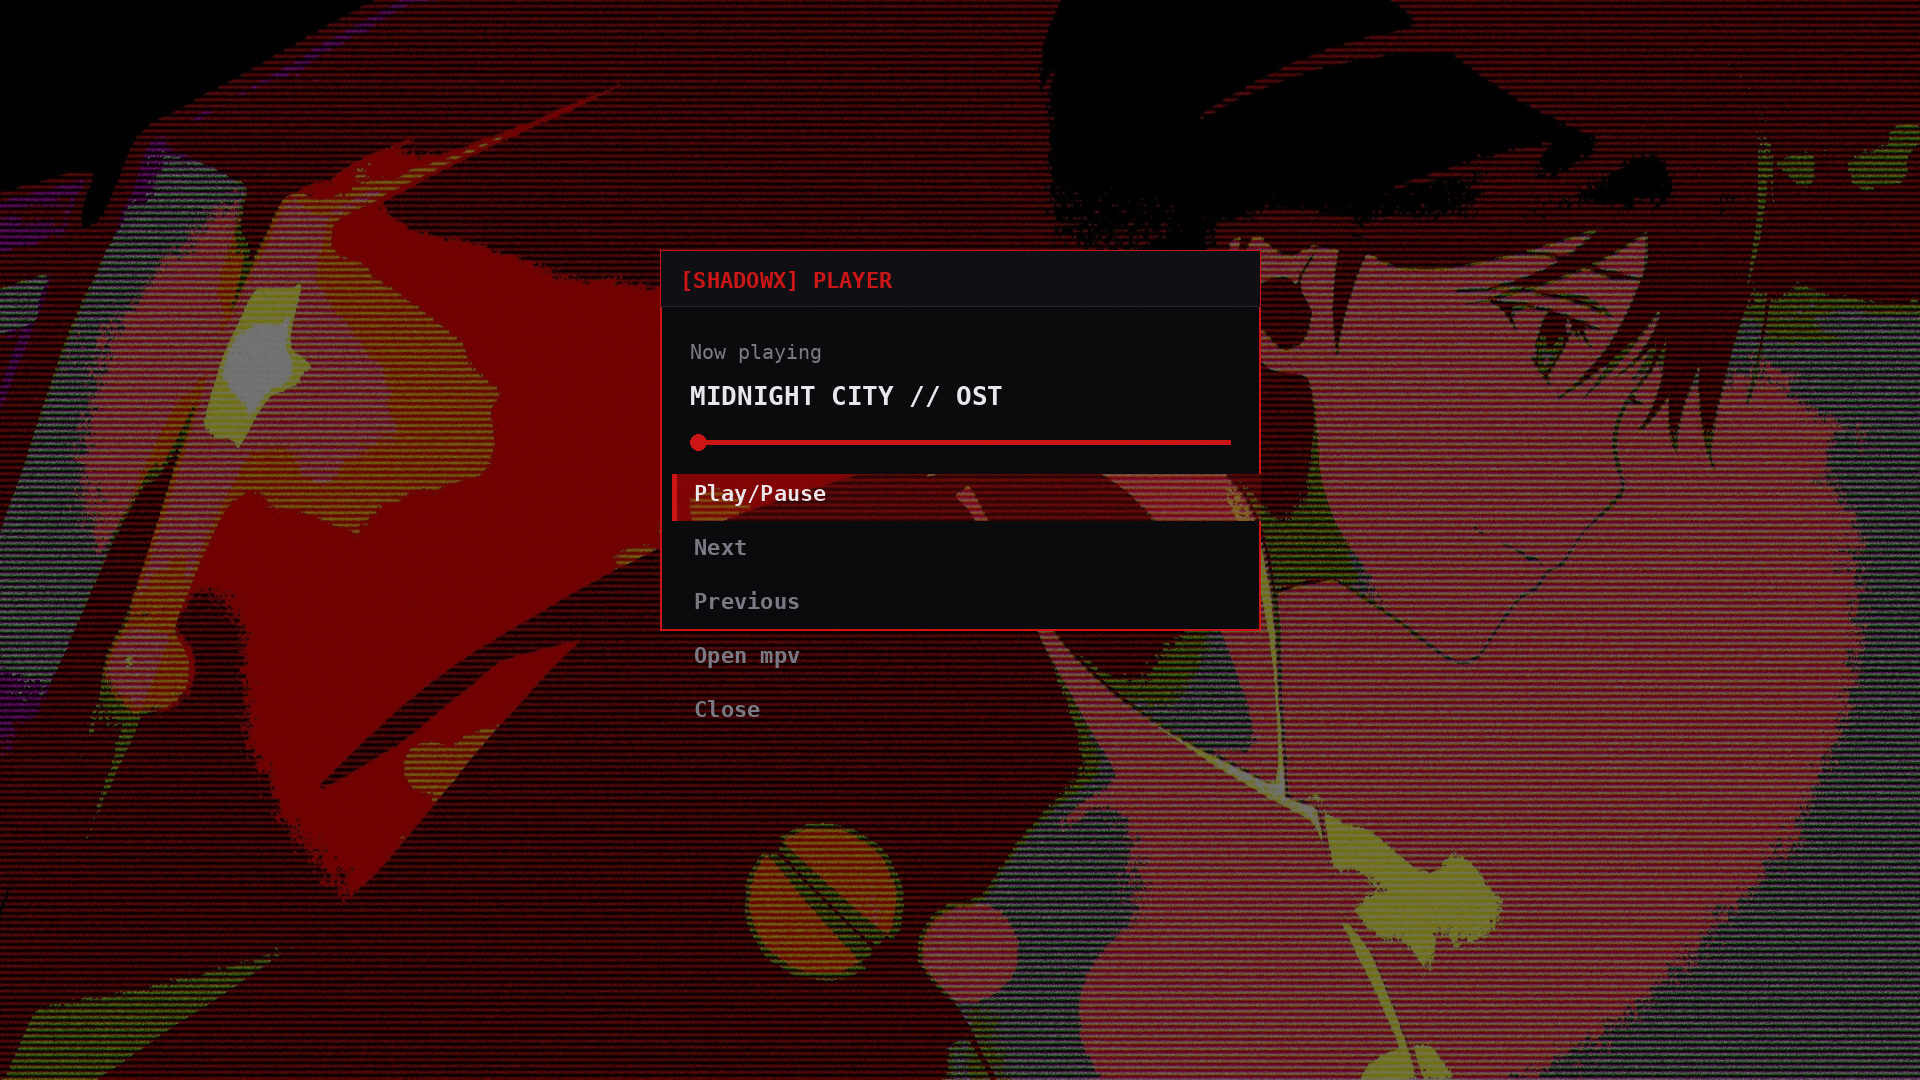 [SHADOWX] PLAYER
Now playing
MIDNIGHT CITY // OST
Play/Pause
Next
Previous
Open mpv
Close